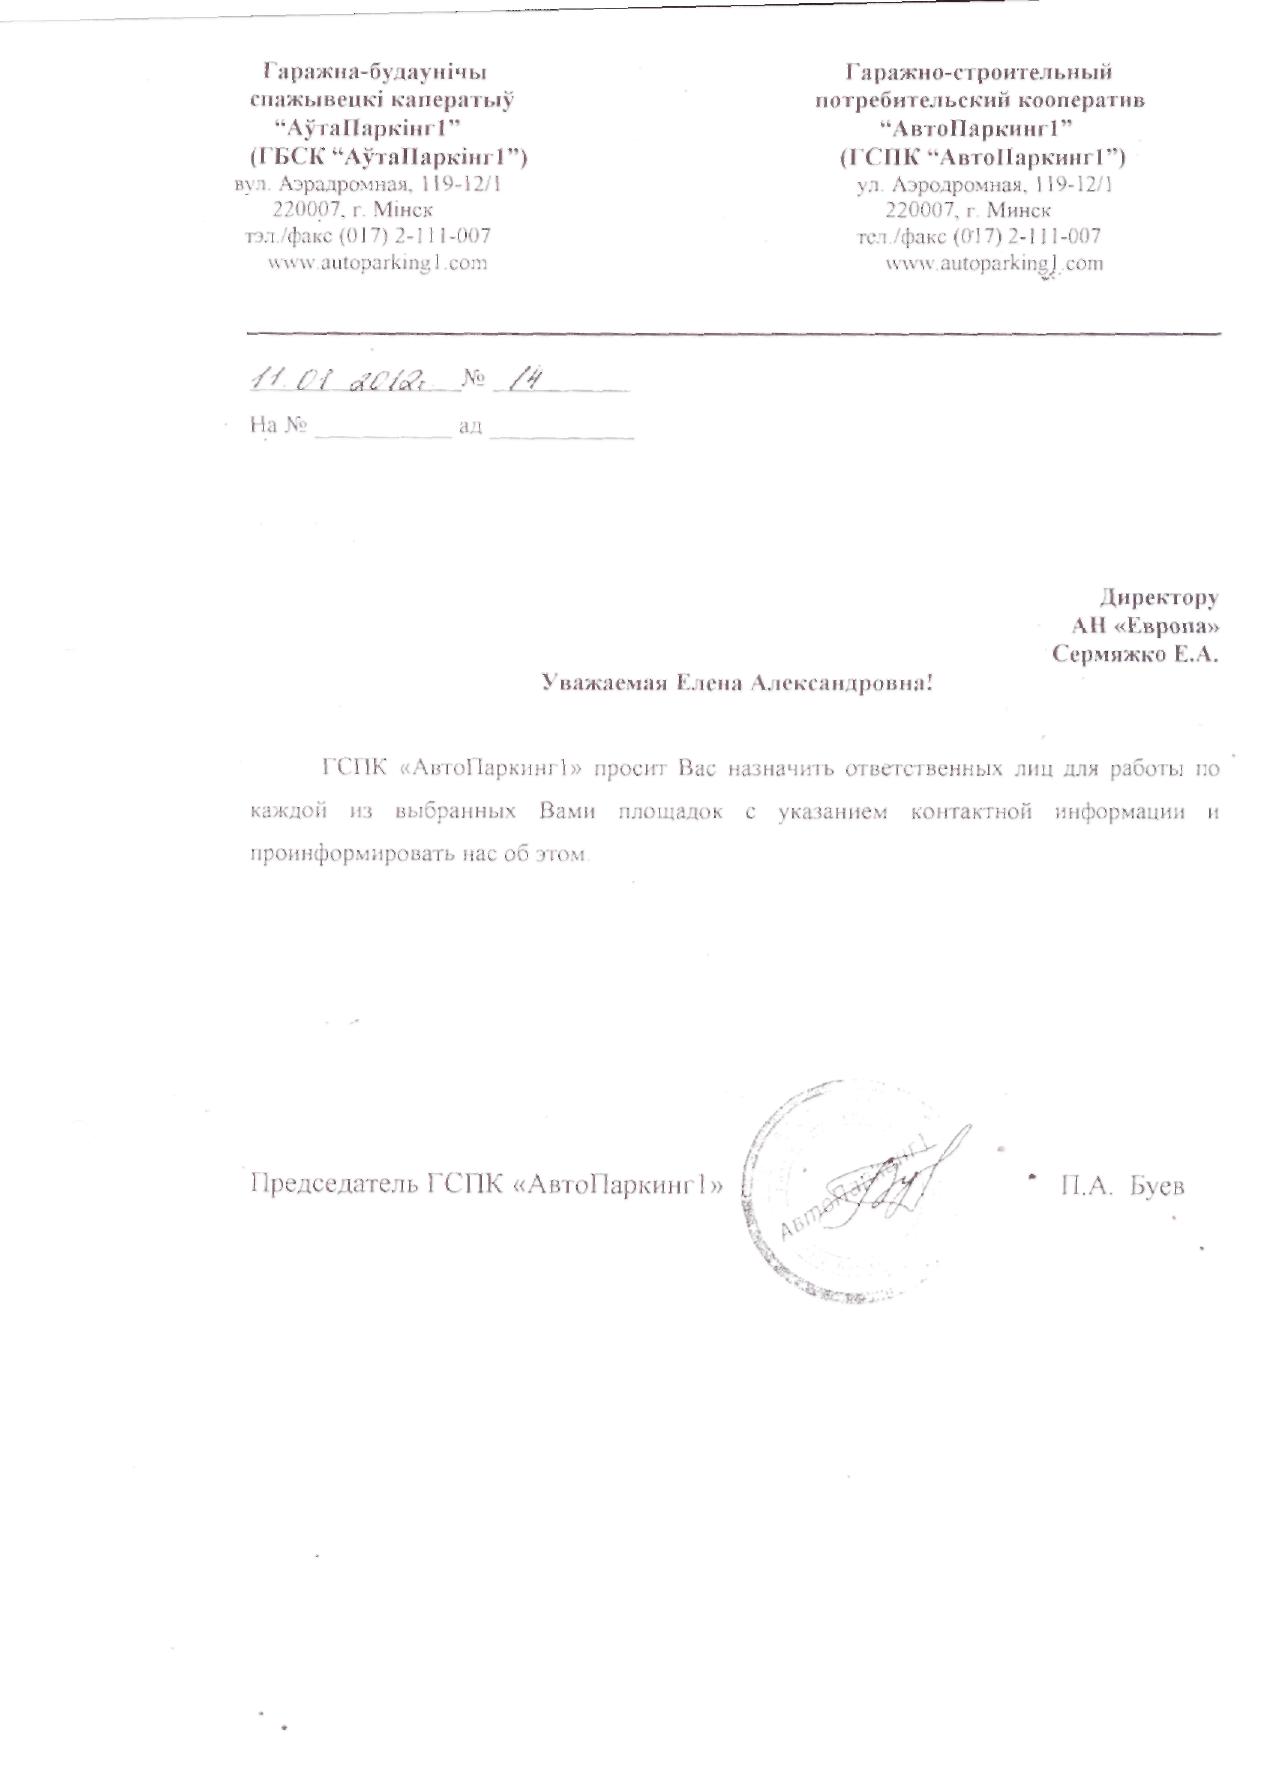 Гаражна-будаунічы
спажывецкі каператыў
“АўтаПаркінг1”
(ГБСК “АўтаПаркінг1”)
вул. Аэрадромная, 119-12/1
220007, г. Мінск
тэл./факс (017) 2-111-007
www.autoparking1.com
Гаражно-строительный
потребительский кооператив
“АвтоПаркинг1”
(ГСПК “АвтоПаркинг1”)
ул. Аэродромная, 119-12/1
220007, г. Минск
тел./факс (017) 2-111-007
www.autoparking1.com
11.01 2012г. № 14
На № __________ ад __________
Директору
АН «Европа»
Сермяжко Е.А.
Уважаемая Елена Александровна!
ГСПК «АвтоПаркинг1» просит Вас назначить ответственных лиц для работы по
каждой из выбранных Вами площадок с указанием контактной информации и
проинформировать нас об этом.
Председатель ГСПК «АвтоПаркинг1» П.А. Буев
АвтоПаркинг1